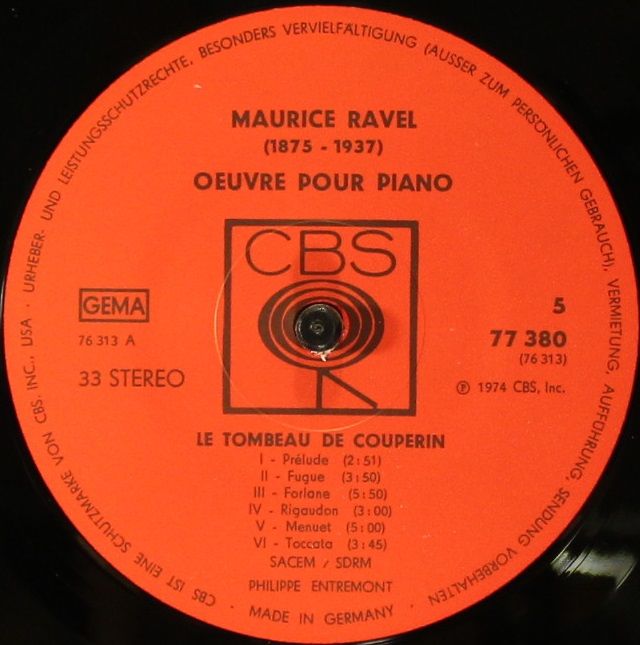 URHEBER- UND LEISTUNGSSCHUTZRECHTE, BESONDERS VERVIELFÄLTIGUNG (AUSSER ZUM PERSÖNLICHEN GEBRAUCH), VERMIETUNG, AUFFÜHRUNG, SENDUNG VORBEHALTEN
MAURICE RAVEL
(1875 - 1937)
OEUVRE POUR PIANO
CBS
GEMA
76 313 A
33 STEREO
5
77 380
(76 313)
Ⓟ 1974 CBS, Inc.
LE TOMBEAU DE COUPERIN
I - Prélude (2:51)
II - Fugue (3:50)
III - Forlane (5:50)
IV - Rigaudon (3:00)
V - Menuet (5:00)
VI - Toccata (3:45)
SACEM / SDRM
PHILIPPE ENTREMONT
· MADE IN GERMANY ·
CBS IST EINE SCHUTZMARKE VON CBS. INC., USA ·